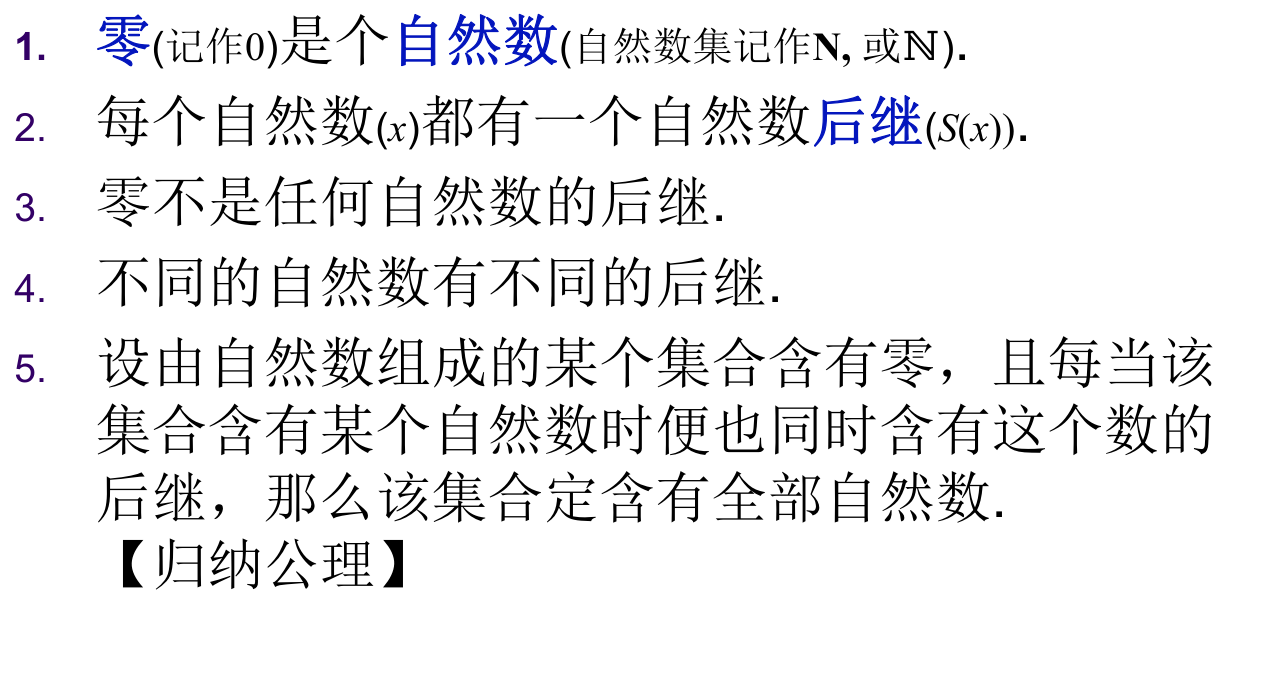 1. 零(记作0)是个自然数(自然数集记作N, 或ℕ).
2. 每个自然数(x)都有一个自然数后继(S(x)).
3. 零不是任何自然数的后继.
4. 不同的自然数有不同的后继.
5. 设由自然数组成的某个集合含有零，且每当该
集合含有某个自然数时便也同时含有这个数的
后继，那么该集合定含有全部自然数.
【归纳公理】